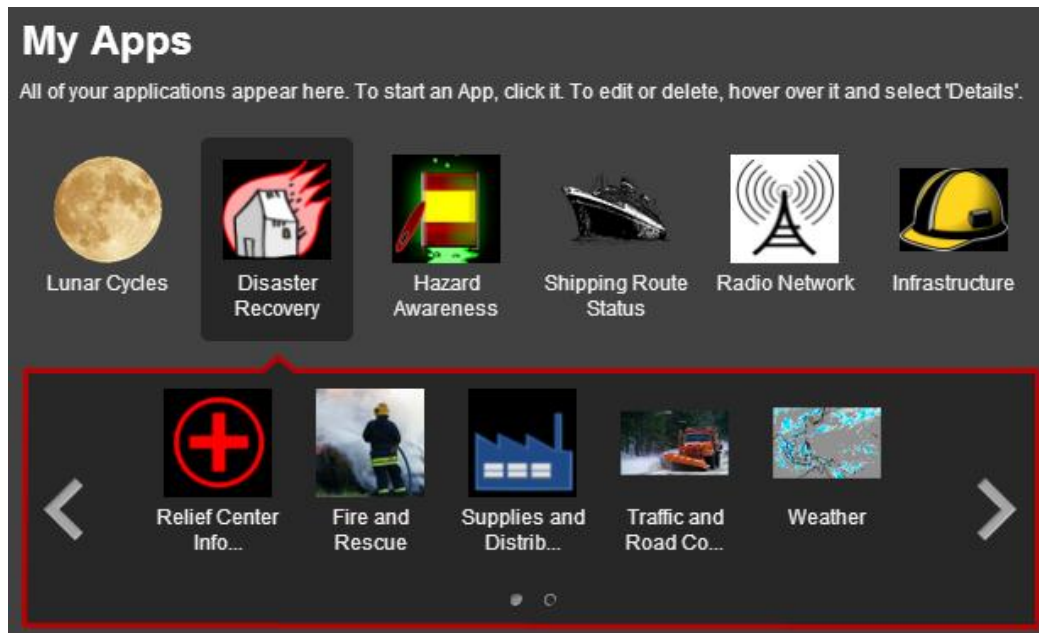 My Apps
All of your applications appear here. To start an App, click it. To edit or delete, hover over it and select 'Details'.
Lunar Cycles
Disaster
Recovery
Hazard
Awareness
Shipping Route
Status
Radio Network
Infrastructure
Relief Center
Info...
Fire and
Rescue
Supplies and
Distrib...
Traffic and
Road Co...
Weather